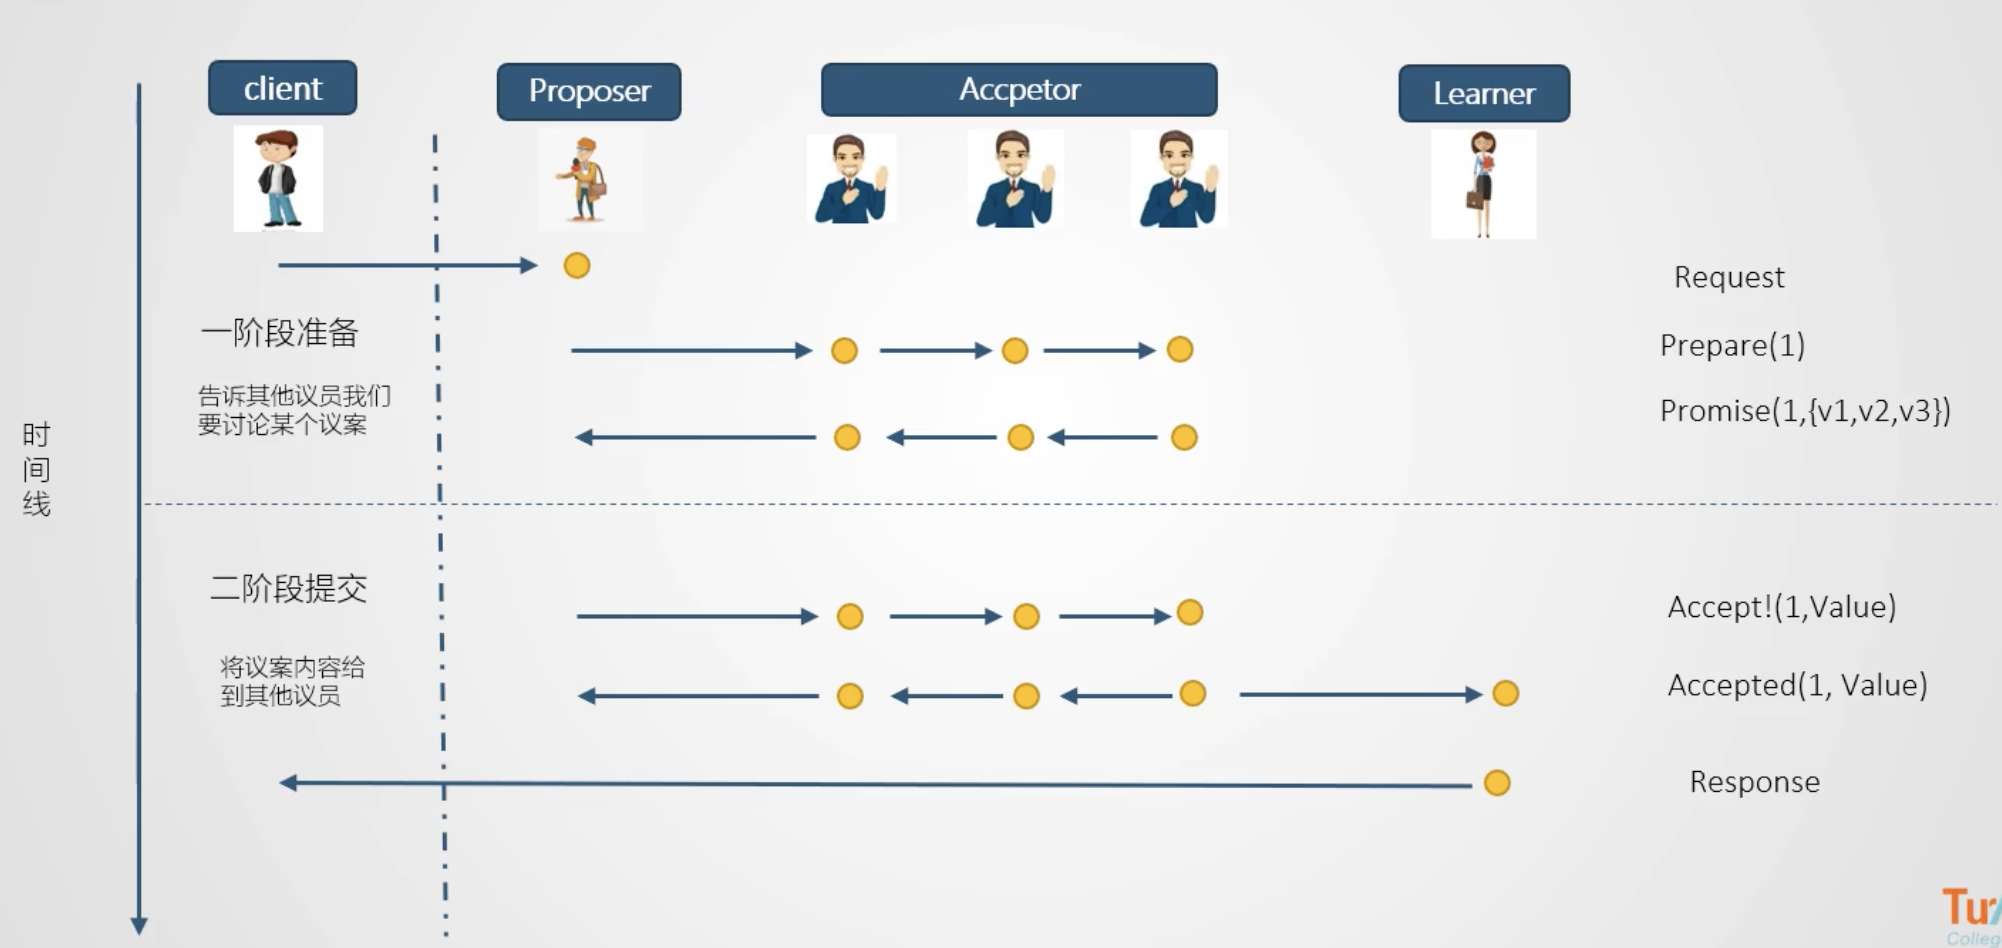 client
Proposer
Accpetor
Learner
Request
一阶段准备
Prepare(1)
告诉其他议员我们
要讨论某个议案
Promise(1,{v1,v2,v3})
时
间
线
二阶段提交
Accept!(1,Value)
将议案内容给
到其他议员
Accepted(1, Value)
Response
Tu
Colleg